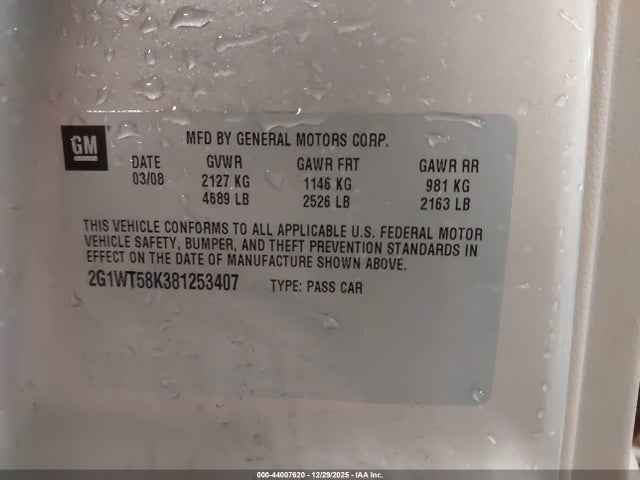 GM
MFD BY GENERAL MOTORS CORP.
DATE GVWR GAWR FRT GAWR RR
03/08 2127 KG 1146 KG 981 KG
4689 LB 2526 LB 2163 LB
THIS VEHICLE CONFORMS TO ALL APPLICABLE U.S. FEDERAL MOTOR
VEHICLE SAFETY, BUMPER, AND THEFT PREVENTION STANDARDS IN
EFFECT ON THE DATE OF MANUFACTURE SHOWN ABOVE.
2G1WT58K381253407 TYPE: PASS CAR
000-44007620 - 12/29/2025 - IAA Inc.